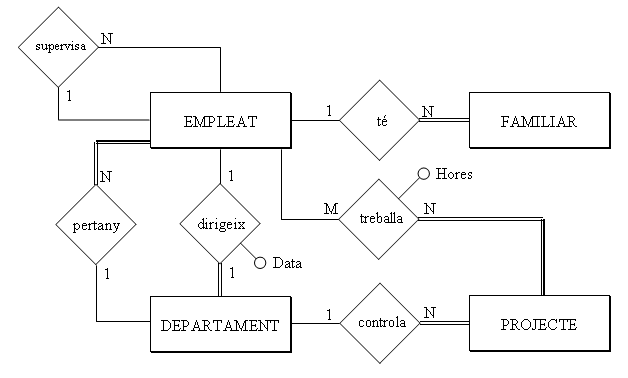 supervisa
N
1
EMPLEAT
1
té
N
FAMILIAR
N
pertany
1
1
dirigeix
1
Data
M
treballa
N
Hores
DEPARTAMENT
1
controla
N
PROJECTE